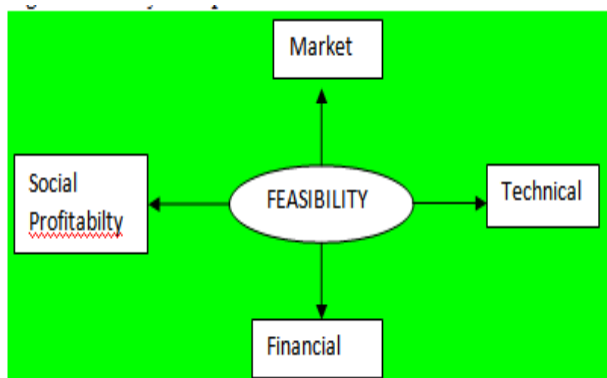 Market
Social
Profitabilty
FEASIBILITY
Technical
Financial